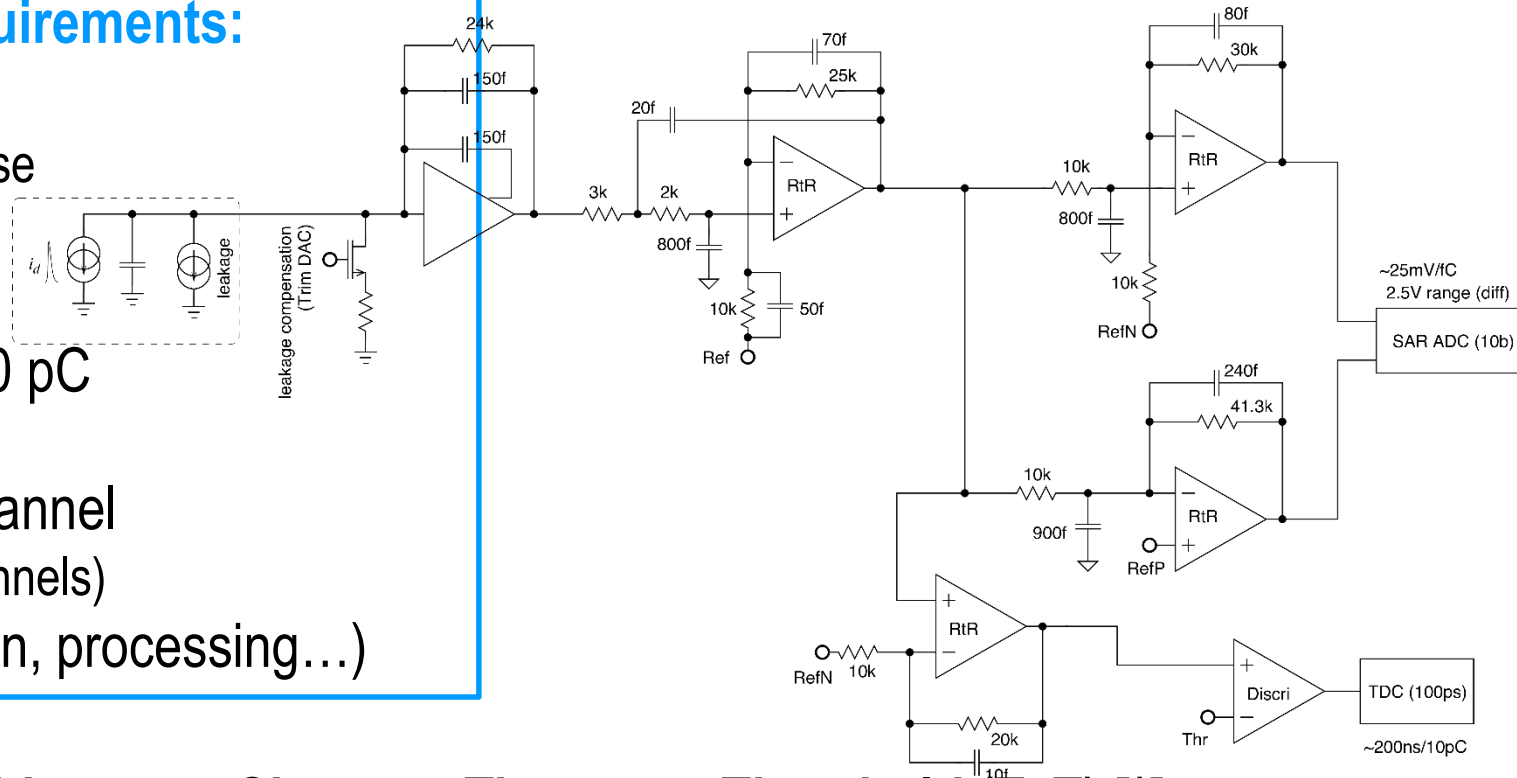 uirements:
se
0 pC
annel
nnels)
n, processing…)
24k
150f
150f
i_d
leakage
leakage compensation
(Trim DAC)
3k
2k
800f
20f
70f
25k
RtR
10k
50f
Ref
10k
800f
80f
30k
RtR
10k
RefN
~25mV/fC
2.5V range (diff)
SAR ADC (10b)
240f
41.3k
10k
900f
RtR
RefP
RtR
RefN
10k
20k
10f
Discri
Thr
TDC (100ps)
~200ns/10pC